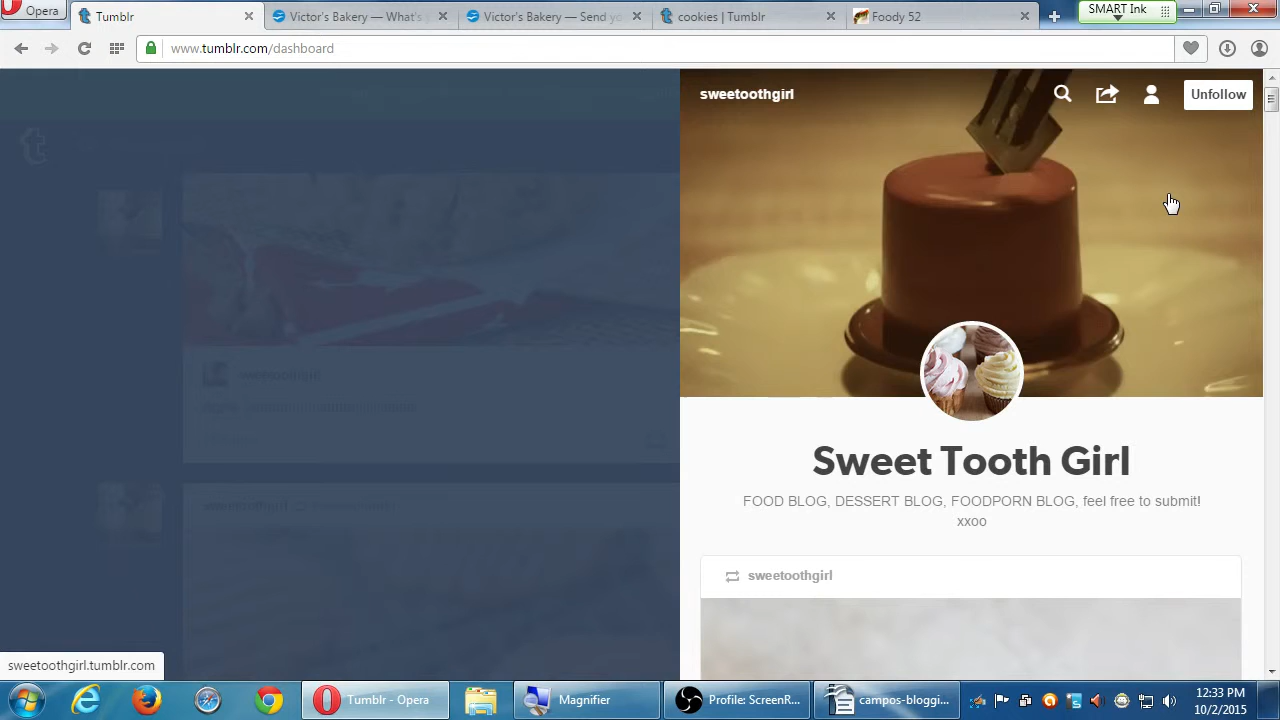 Opera
Tumblr
Victor's Bakery — What's
Victor's Bakery — Send yo
cookies | Tumblr
Foody 52
SMART Ink
www.tumblr.com/dashboard
sweetoothgirl
Unfollow
sweetoothgirl
Sweet Tooth Girl
FOOD BLOG, DESSERT BLOG, FOODPORN BLOG, feel free to submit!
xxoo
sweetoothgirl
sweetoothgirl.tumblr.com
Tumblr - Opera
Magnifier
Profile: ScreenR...
campos-bloggi...
12:33 PM
10/2/2015